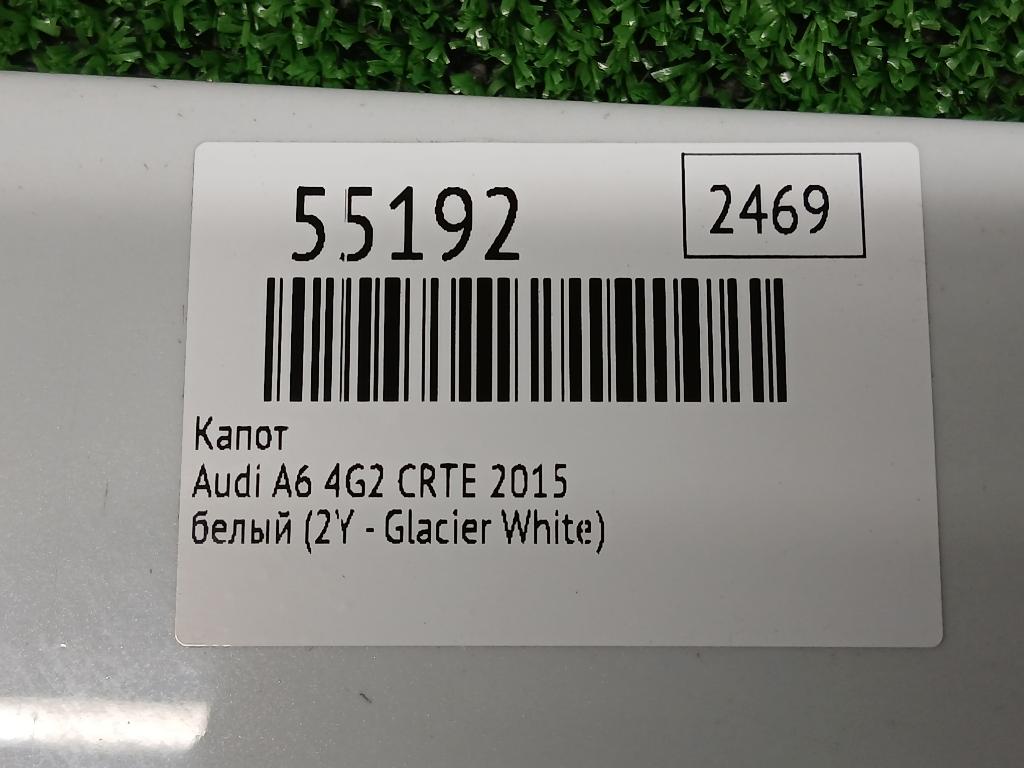 55192
2469
Капот
Audi A6 4G2 CRTE 2015
белый (2Y - Glacier White)